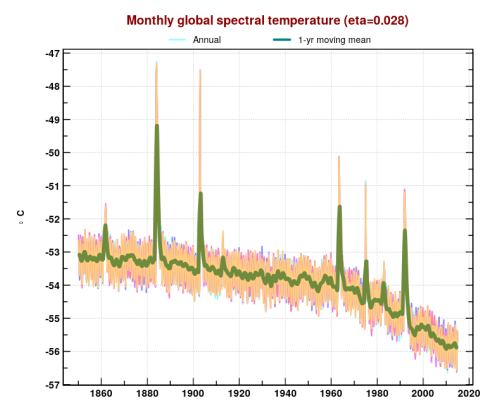 Monthly global spectral temperature (eta=0.028)
Annual 1-yr moving mean
-47
-48
-49
-50
-51
-52
-53
-54
-55
-56
-57
° C
1860 1880 1900 1920 1940 1960 1980 2000 2020